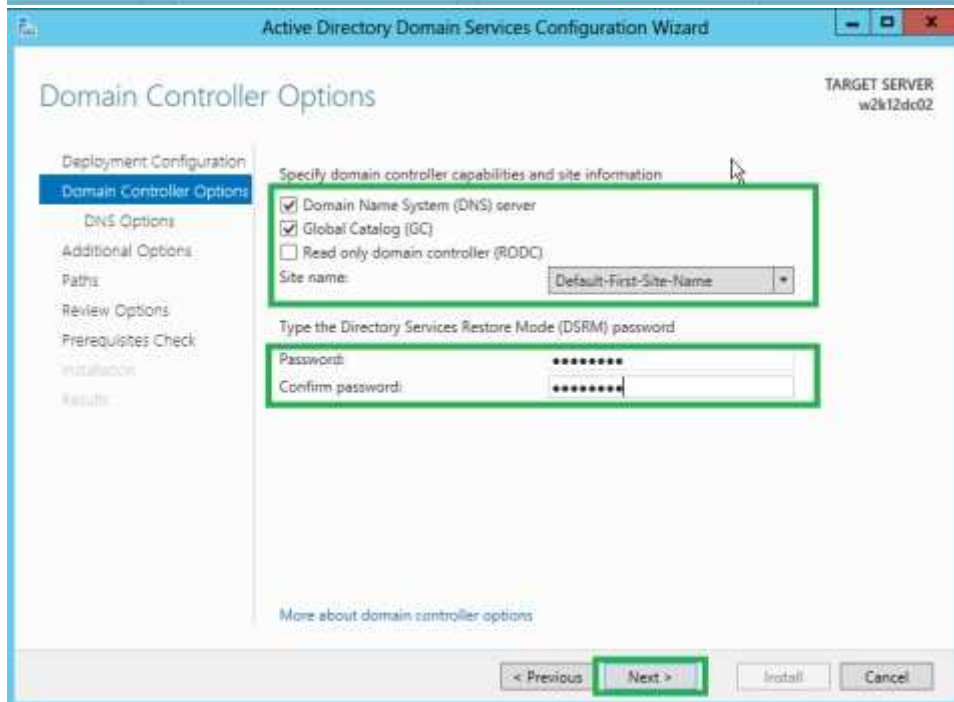 Active Directory Domain Services Configuration Wizard
Domain Controller Options
TARGET SERVER
w2k12dc02
Deployment Configuration
Domain Controller Options
DNS Options
Additional Options
Paths
Review Options
Prerequisites Check
Installation
Results
Specify domain controller capabilities and site information
Domain Name System (DNS) server
Global Catalog (GC)
Read only domain controller (RODC)
Site name:
Default-First-Site-Name
Type the Directory Services Restore Mode (DSRM) password
Password:
••••••••
Confirm password:
••••••••
More about domain controller options
< Previous
Next >
Install
Cancel